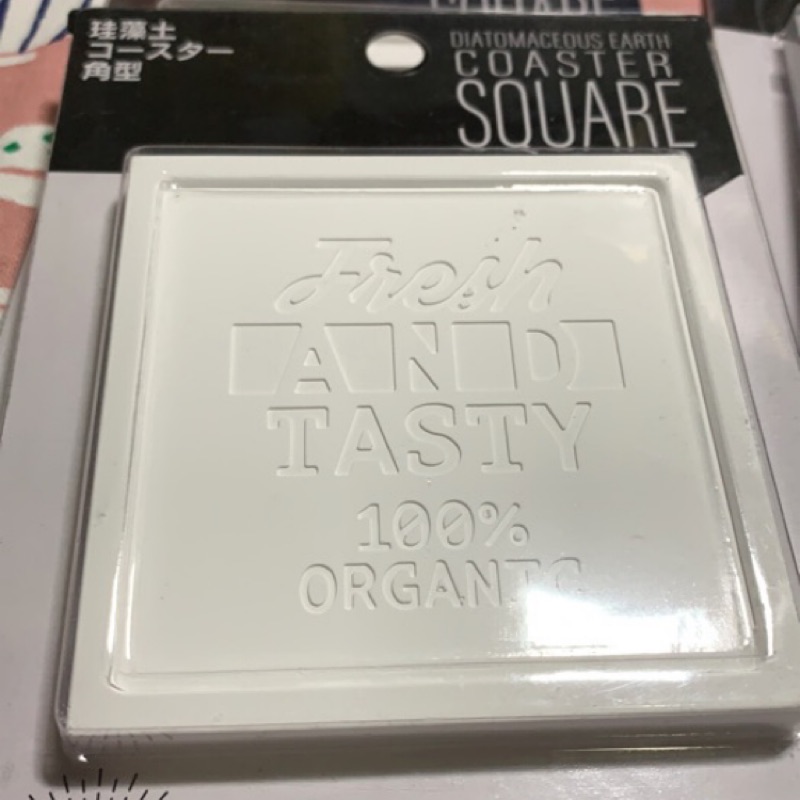 珪藻土
コースター
角型
DIATOMACEOUS EARTH
COASTER
SQUARE
Fresh
AND
TASTY
100%
ORGANIC